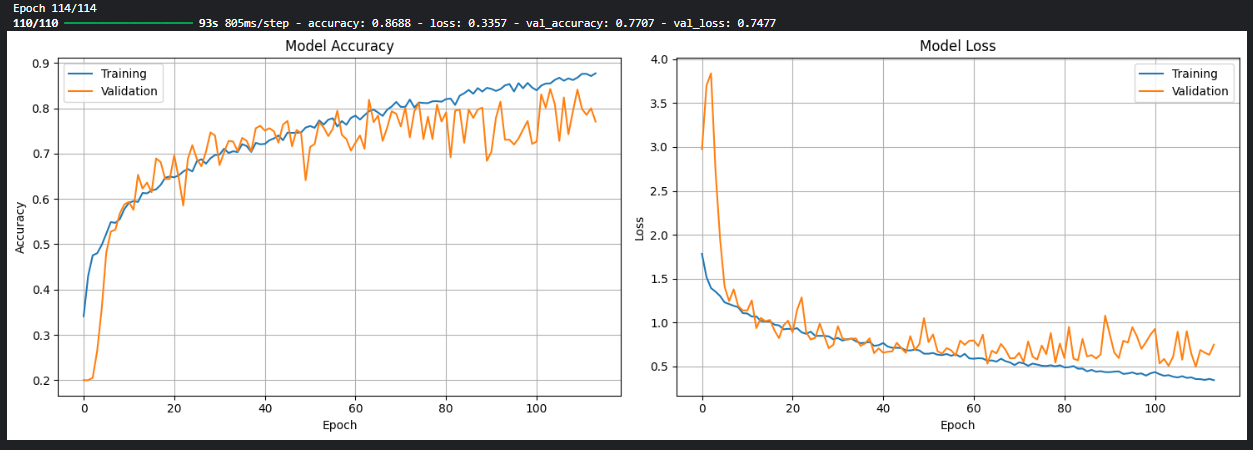 Epoch 114/114
110/110 ━━━━━━━━━━━━━━━━━━━━ 93s 805ms/step - accuracy: 0.8688 - loss: 0.3357 - val_accuracy: 0.7707 - val_loss: 0.7477
Model Accuracy
Training
Validation
Accuracy
0.9
0.8
0.7
0.6
0.5
0.4
0.3
0.2
0 20 40 60 80 100
Epoch
Model Loss
Training
Validation
Loss
4.0
3.5
3.0
2.5
2.0
1.5
1.0
0.5
0 20 40 60 80 100
Epoch